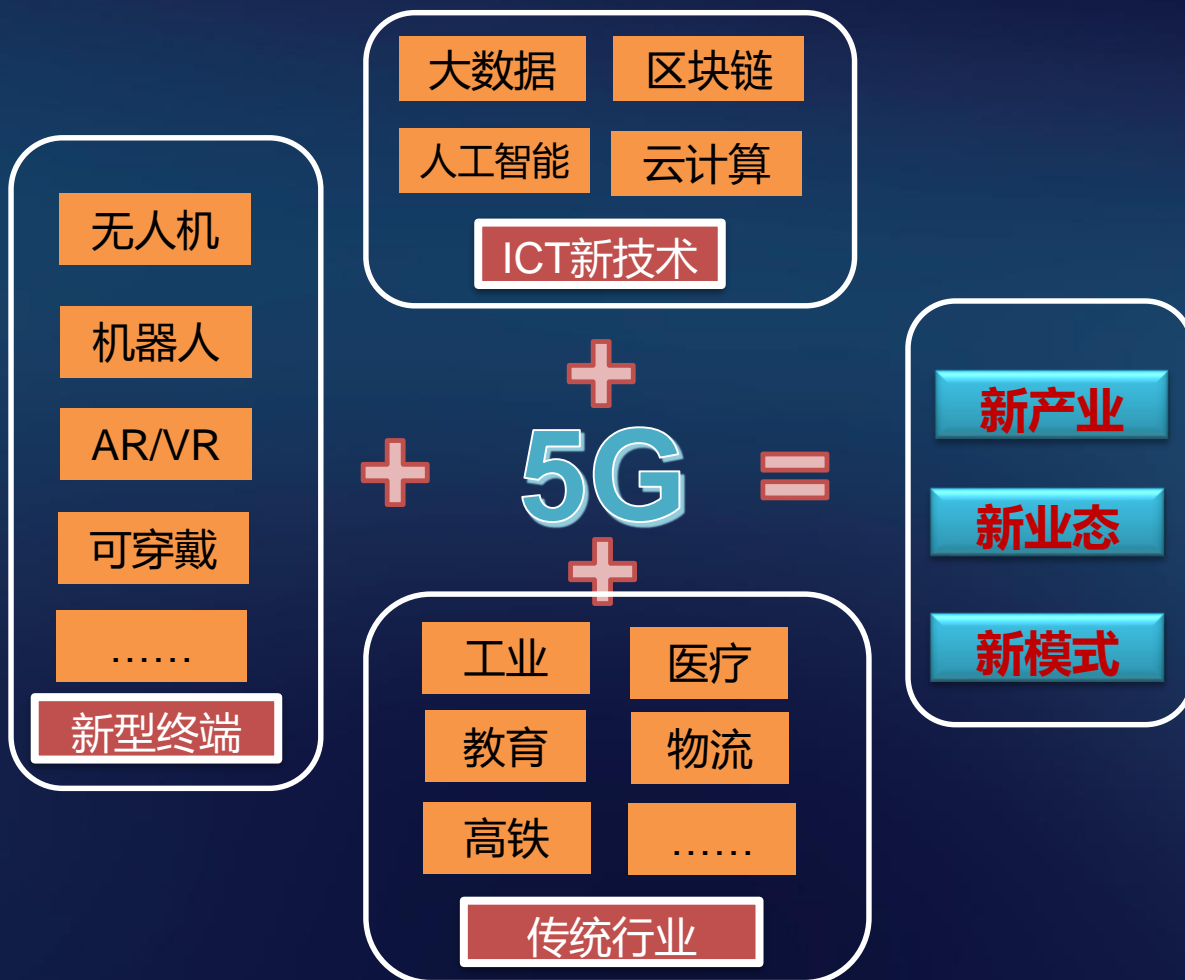 大数据
区块链
人工智能
云计算
ICT新技术
无人机
机器人
AR/VR
可穿戴
……
新型终端
+
+
5G
=
+
新产业
新业态
新模式
工业
医疗
教育
物流
高铁
……
传统行业